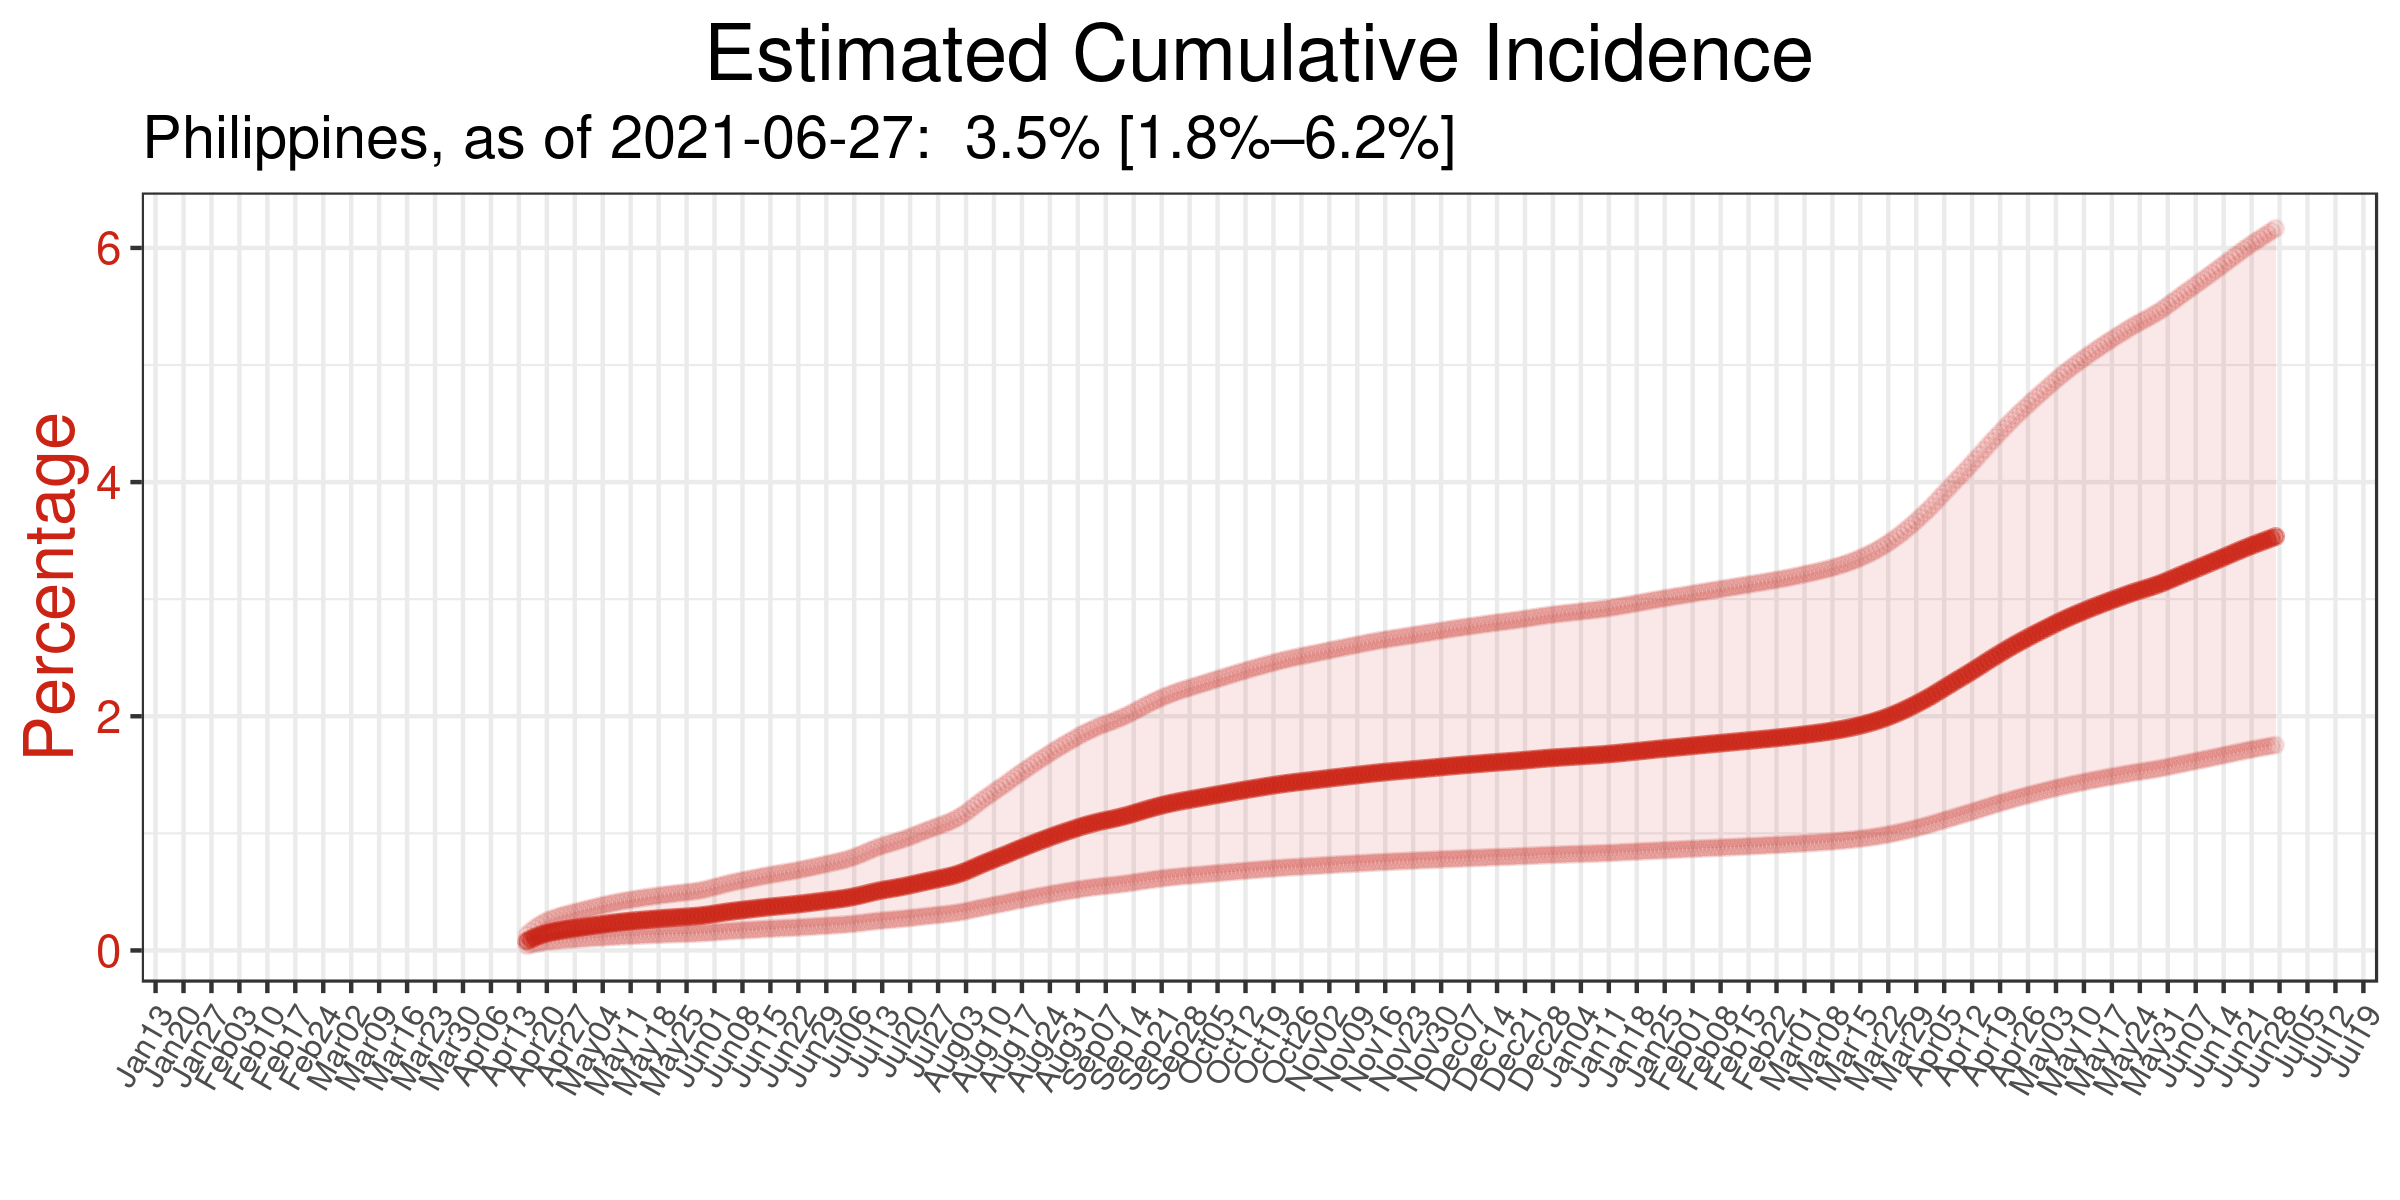 Estimated Cumulative Incidence
Philippines, as of 2021-06-27:  3.5% [1.8%–6.2%]
Percentage
6
4
2
0
Jan13
Jan20
Jan27
Feb03
Feb10
Feb17
Feb24
Mar02
Mar09
Mar16
Mar23
Mar30
Apr06
Apr13
Apr20
Apr27
May04
May11
May18
May25
Jun01
Jun08
Jun15
Jun22
Jun29
Jul06
Jul13
Jul20
Jul27
Aug03
Aug10
Aug17
Aug24
Aug31
Sep07
Sep14
Sep21
Sep28
Oct05
Oct12
Oct19
Oct26
Nov02
Nov09
Nov16
Nov23
Nov30
Dec07
Dec14
Dec21
Dec28
Jan04
Jan11
Jan18
Jan25
Feb01
Feb08
Feb15
Feb22
Mar01
Mar08
Mar15
Mar22
Mar29
Apr05
Apr12
Apr19
Apr26
May03
May10
May17
May24
May31
Jun07
Jun14
Jun21
Jun28
Jul05
Jul12
Jul19